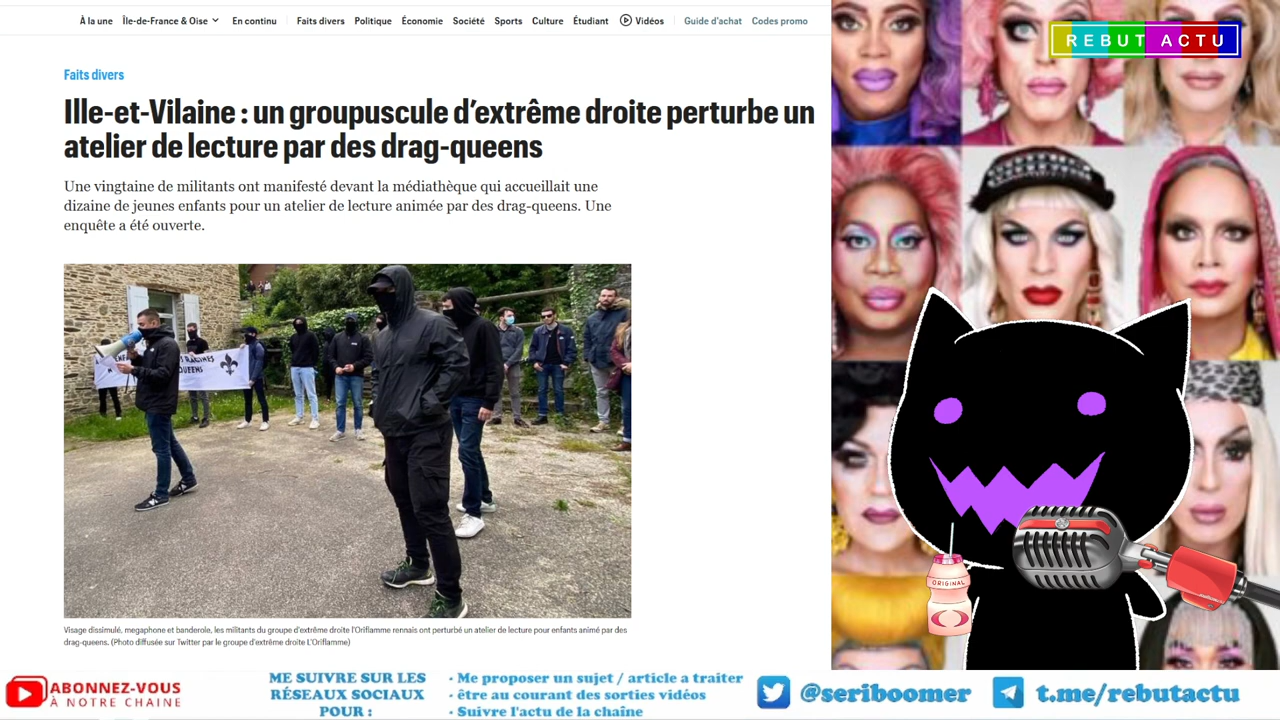 À la une Île-de-France & Oise En continu Faits divers Politique Économie Société Sports Culture Étudiant Vidéos Guide d'achat Codes promo
REBUT ACTU
Faits divers
Ille-et-Vilaine : un groupuscule d'extrême droite perturbe un
atelier de lecture par des drag-queens
Une vingtaine de militants ont manifesté devant la médiathèque qui accueillait une
dizaine de jeunes enfants pour un atelier de lecture animée par des drag-queens. Une
enquête a été ouverte.
RACINES
QUEENS
ORIGINAL
Visage dissimulé, megaphone et banderole, les militants du groupe d'extrême droite l'Oriflamme rennais ont perturbé un atelier de lecture pour enfants animé par des
drag-queens. (Photo diffusée sur Twitter par le groupe d'extrême droite L'Oriflamme)
ABONNEZ-VOUS
À NOTRE CHAINE
ME SUIVRE SUR LES
RÉSEAUX SOCIAUX
POUR :
· Me proposer un sujet / article a traiter
· être au courant des sorties vidéos
· Suivre l'actu de la chaîne
@seriboomer
t.me/rebutactu